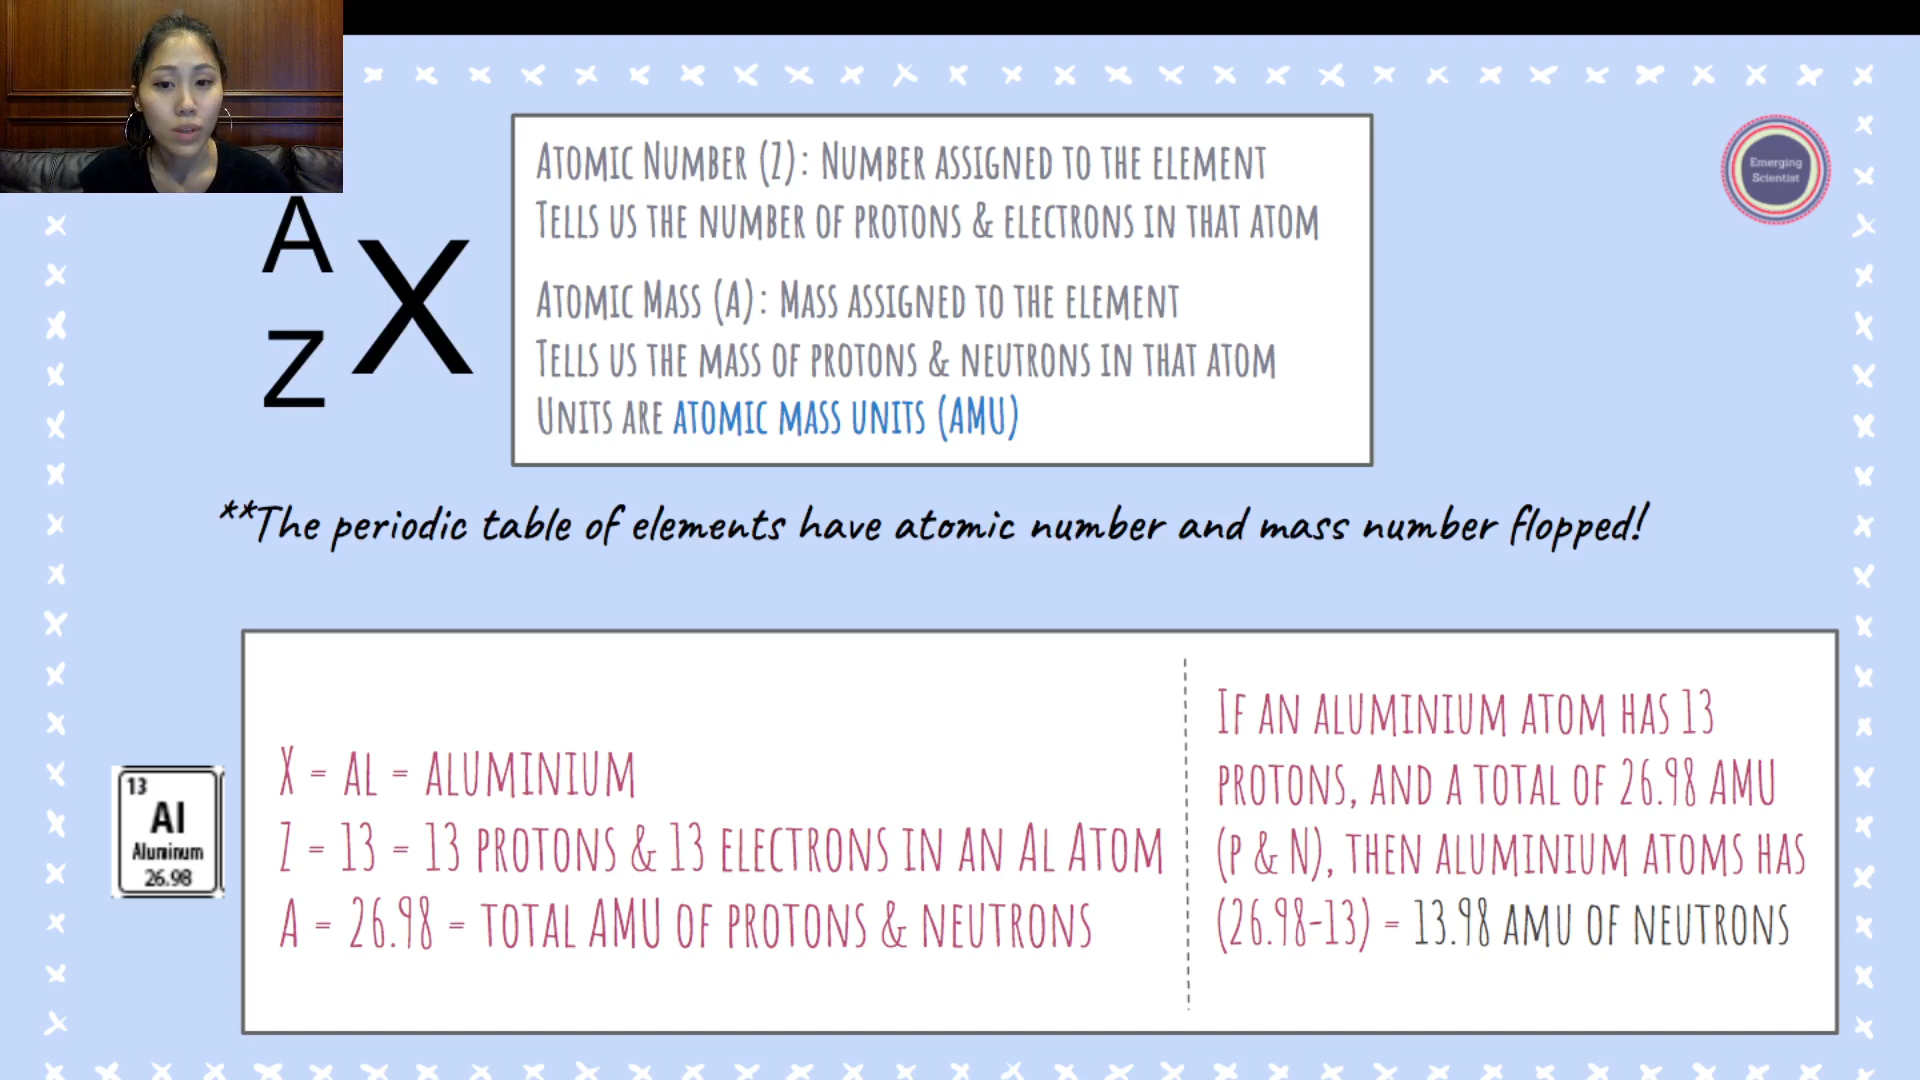 Emerging
Scientist
A
Z
X
ATOMIC NUMBER (Z): NUMBER ASSIGNED TO THE ELEMENT
TELLS US THE NUMBER OF PROTONS & ELECTRONS IN THAT ATOM
ATOMIC MASS (A): MASS ASSIGNED TO THE ELEMENT
TELLS US THE MASS OF PROTONS & NEUTRONS IN THAT ATOM
UNITS ARE ATOMIC MASS UNITS (AMU)
**The periodic table of elements have atomic number and mass number flopped!
13
Al
Aluminum
26.98
X = AL = ALUMINIUM
Z = 13 = 13 PROTONS & 13 ELECTRONS IN AN AL ATOM
A = 26.98 = TOTAL AMU OF PROTONS & NEUTRONS
IF AN ALUMINIUM ATOM HAS 13
PROTONS, AND A TOTAL OF 26.98 AMU
(P & N), THEN ALUMINIUM ATOMS HAS
(26.98-13) = 13.98 AMU OF NEUTRONS